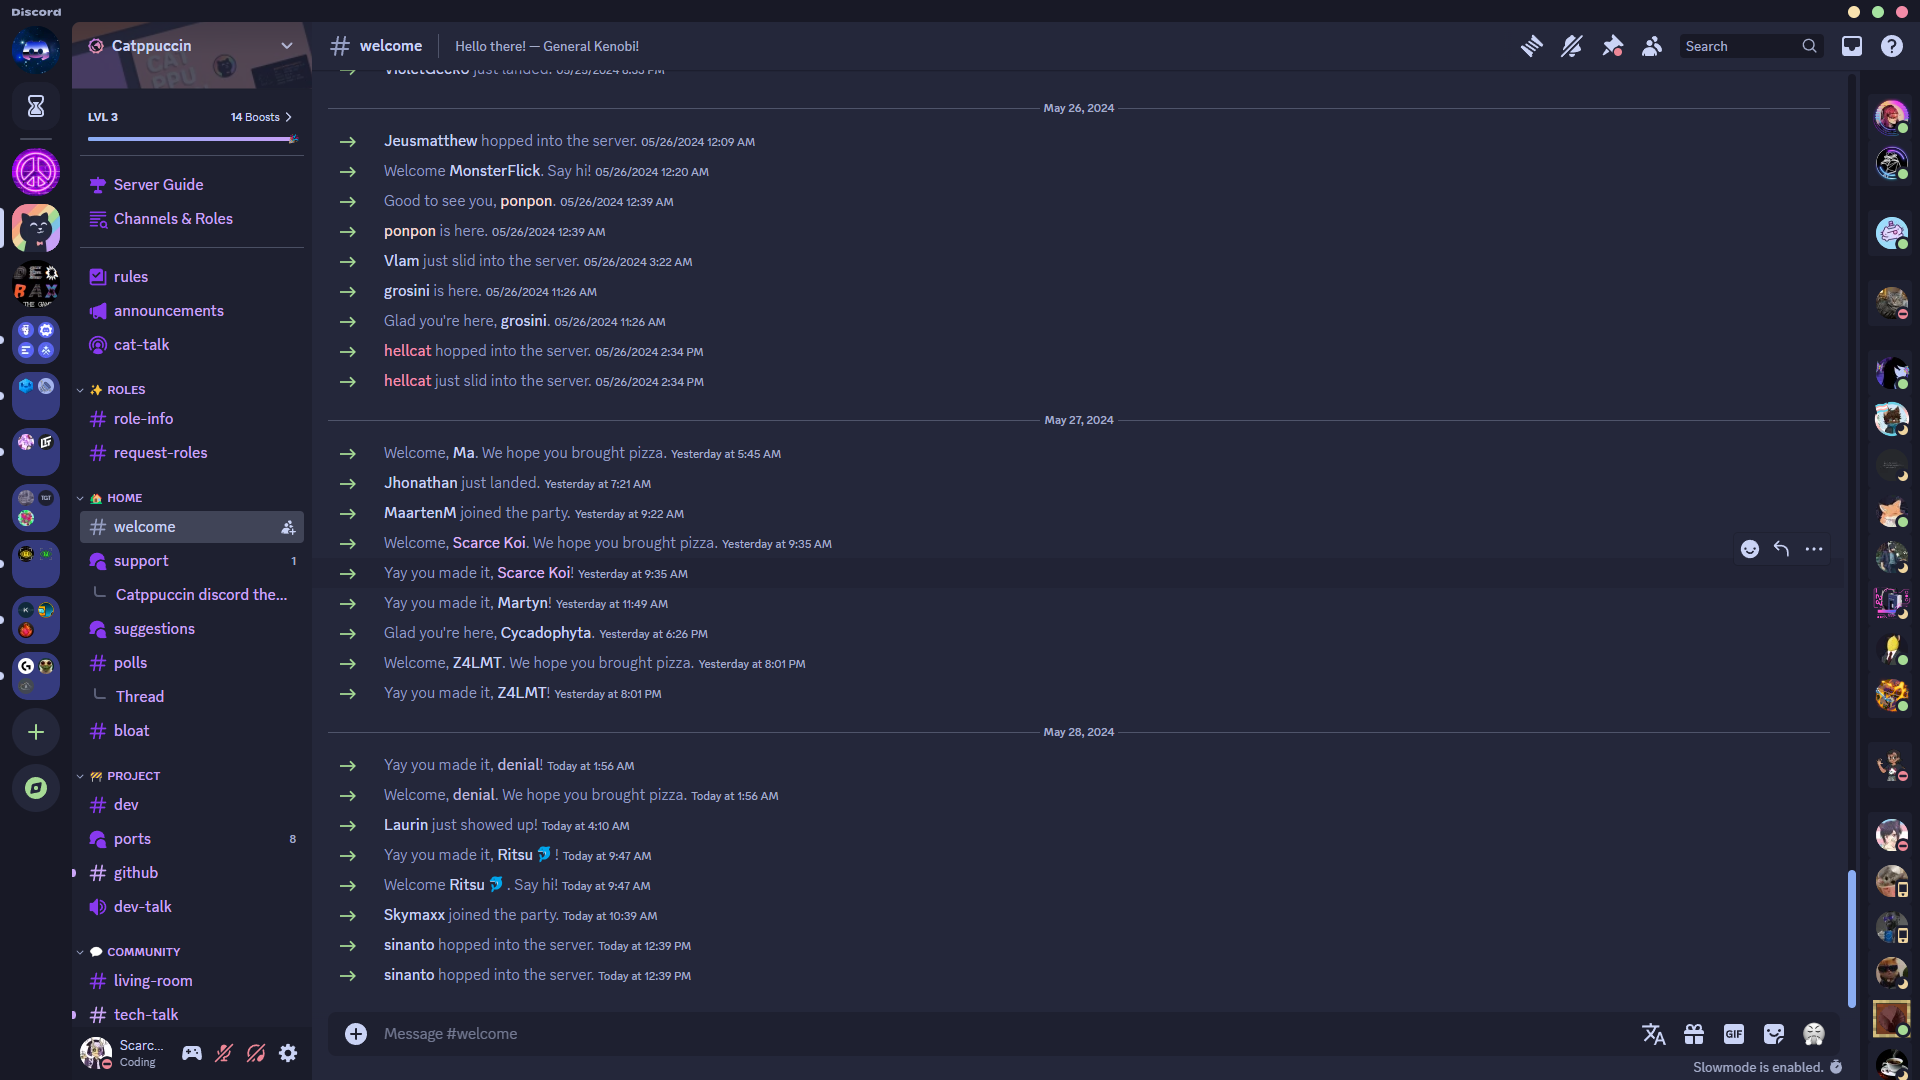 Discord
Catppuccin
LVL 3
14 Boosts
Server Guide
Channels & Roles
rules
announcements
cat-talk
✨ ROLES
role-info
request-roles
🏠 HOME
welcome
support 1
Catppuccin discord the...
suggestions
polls
Thread
bloat
🚧 PROJECT
dev
ports 8
github
dev-talk
💬 COMMUNITY
living-room
tech-talk
Scarc...
Coding
welcome
Hello there! — General Kenobi!
Search
VioletGecko just landed. 05/25/2024 8:33 PM
May 26, 2024
Jeusmatthew hopped into the server. 05/26/2024 12:09 AM
Welcome MonsterFlick. Say hi! 05/26/2024 12:20 AM
Good to see you, ponpon. 05/26/2024 12:39 AM
ponpon is here. 05/26/2024 12:39 AM
Vlam just slid into the server. 05/26/2024 3:22 AM
grosini is here. 05/26/2024 11:26 AM
Glad you're here, grosini. 05/26/2024 11:26 AM
hellcat hopped into the server. 05/26/2024 2:34 PM
hellcat just slid into the server. 05/26/2024 2:34 PM
May 27, 2024
Welcome, Ma. We hope you brought pizza. Yesterday at 5:45 AM
Jhonathan just landed. Yesterday at 7:21 AM
MaartenM joined the party. Yesterday at 9:22 AM
Welcome, Scarce Koi. We hope you brought pizza. Yesterday at 9:35 AM
Yay you made it, Scarce Koi! Yesterday at 9:35 AM
Yay you made it, Martyn! Yesterday at 11:49 AM
Glad you're here, Cycadophyta. Yesterday at 6:26 PM
Welcome, Z4LMT. We hope you brought pizza. Yesterday at 8:01 PM
Yay you made it, Z4LMT! Yesterday at 8:01 PM
May 28, 2024
Yay you made it, denial! Today at 1:56 AM
Welcome, denial. We hope you brought pizza. Today at 1:56 AM
Laurin just showed up! Today at 4:10 AM
Yay you made it, Ritsu 🐬 ! Today at 9:47 AM
Welcome Ritsu 🐬 . Say hi! Today at 9:47 AM
Skymaxx joined the party. Today at 10:39 AM
sinanto hopped into the server. Today at 12:39 PM
sinanto hopped into the server. Today at 12:39 PM
Message #welcome
GIF
Slowmode is enabled.